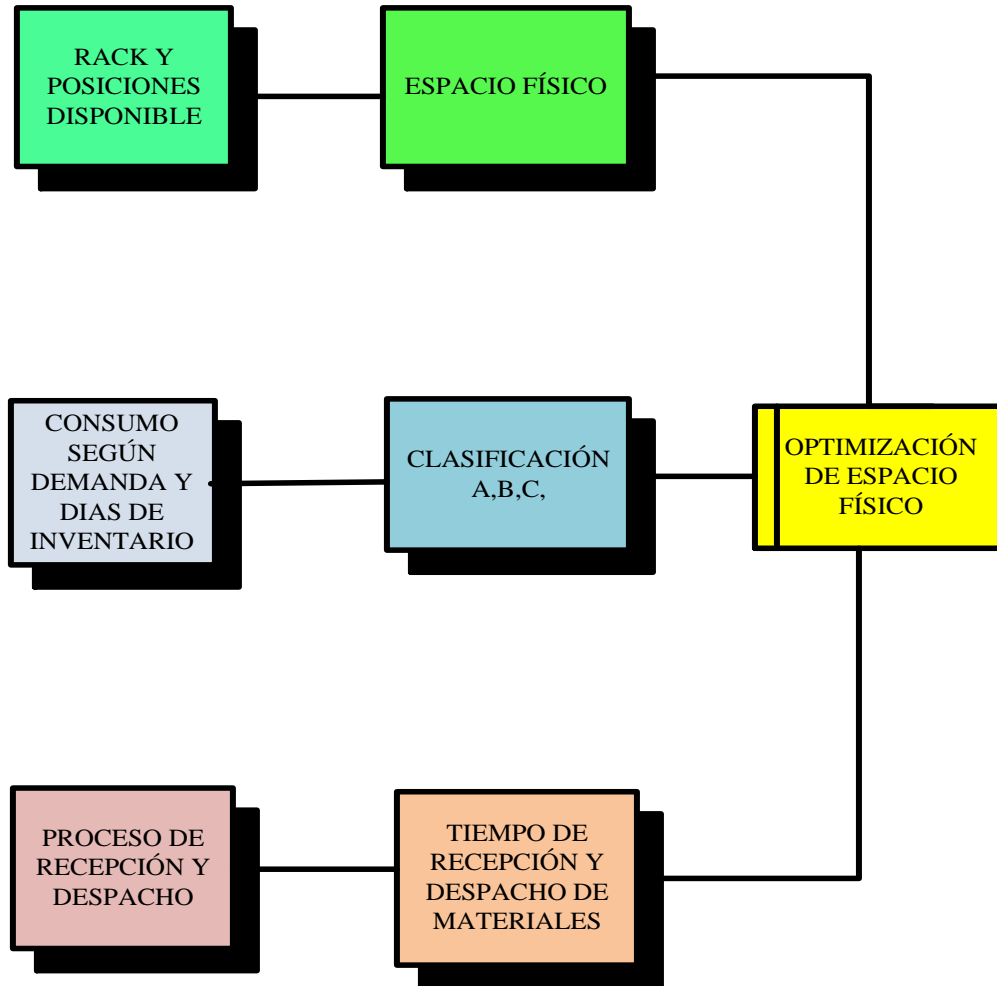 RACK Y
POSICIONES
DISPONIBLE
ESPACIO FÍSICO
CONSUMO
SEGÚN
DEMANDA Y
DIAS DE
INVENTARIO
CLASIFICACIÓN
A,B,C,
OPTIMIZACIÓN
DE ESPACIO
FÍSICO
PROCESO DE
RECEPCIÓN Y
DESPACHO
TIEMPO DE
RECEPCIÓN Y
DESPACHO DE
MATERIALES